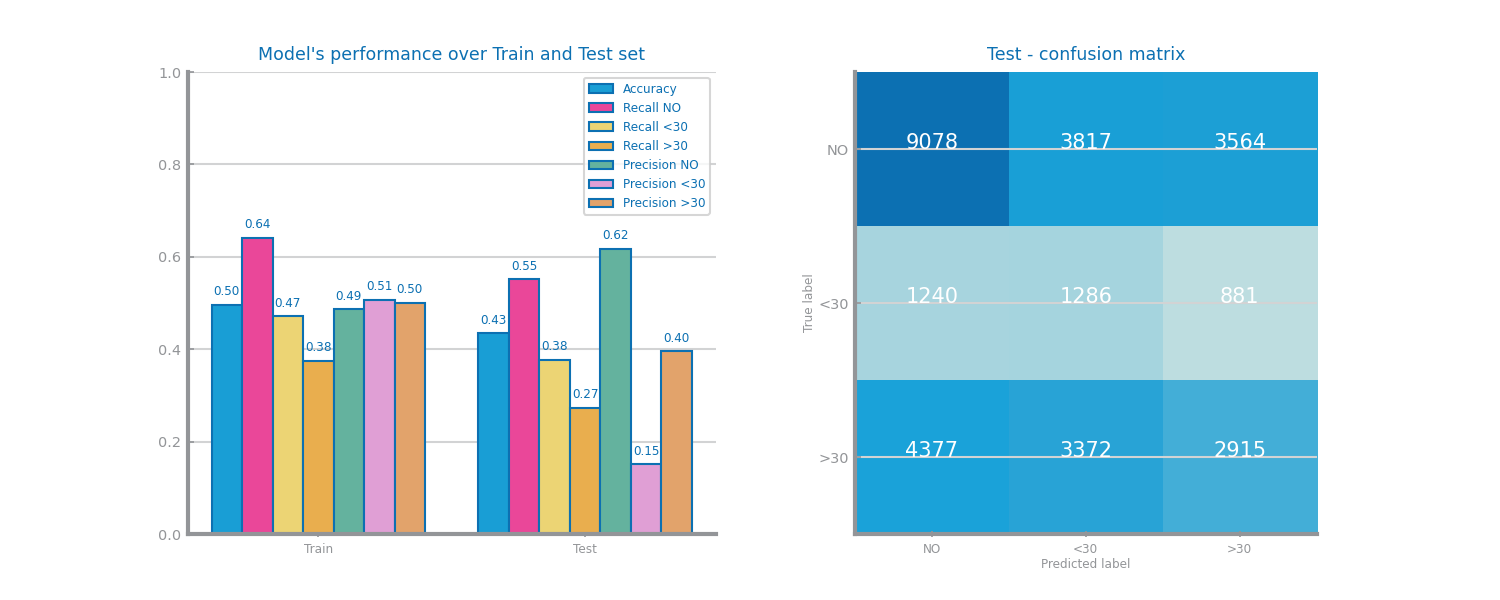 Model's performance over Train and Test set
1.0
0.8
0.6
0.4
0.2
0.0
Accuracy
Recall NO
Recall <30
Recall >30
Precision NO
Precision <30
Precision >30
0.50
0.64
0.47
0.38
0.49
0.51
0.50
0.43
0.55
0.38
0.27
0.62
0.15
0.40
Train
Test
Test - confusion matrix
True label
NO
<30
>30
9078 3817 3564
1240 1286 881
4377 3372 2915
NO <30 >30
Predicted label